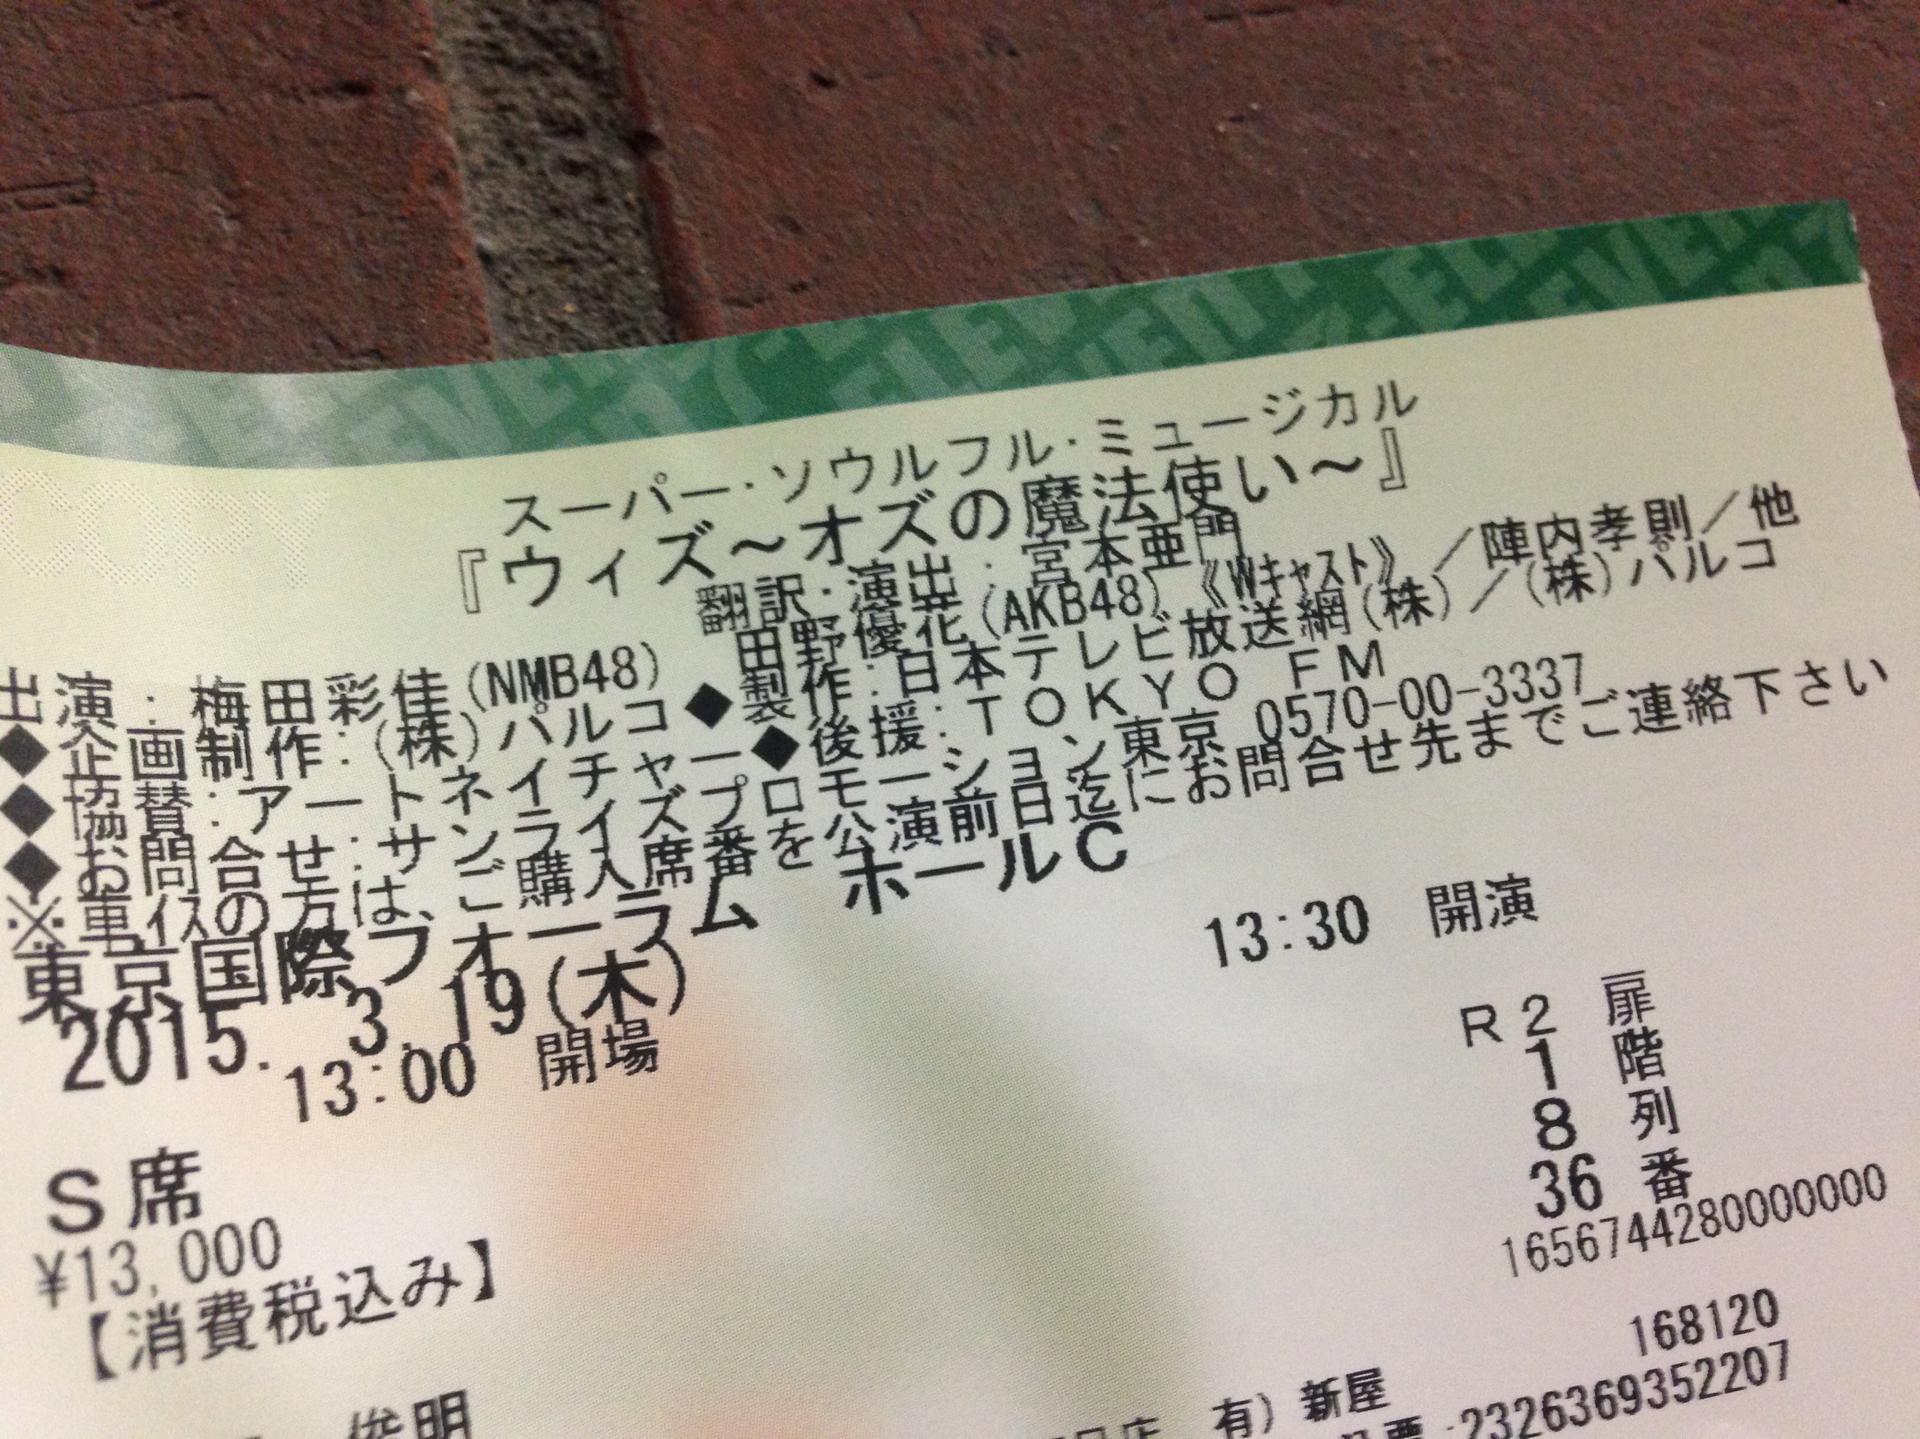 COPY
スーパー・ソウルフル・ミュージカル
『ウィズ～オズの魔法使い～』
翻訳・演出:宮本亜門
出演:梅田彩佳(NMB48) 田野優花(AKB48)《Wキャスト》／陣内孝則／他
◆企画制作:(株)パルコ◆製作:日本テレビ放送網(株)／(株)パルコ
◆協賛:アートネイチャー◆後援:TOKYO FM
◆お問合せ:サンライズプロモーション東京 0570-00-3337
※車イスの方は、ご購入席番を公演前日迄にお問合せ先までご連絡下さい
東京国際フォーラム ホールC
2015. 3. 19(木)
13:00 開場
13:30 開演
R2 扉
1 階
8 列
36 番
S席
¥13,000
【消費税込み】
1656744280000000
168120
俊明
有)新屋
2326369352207